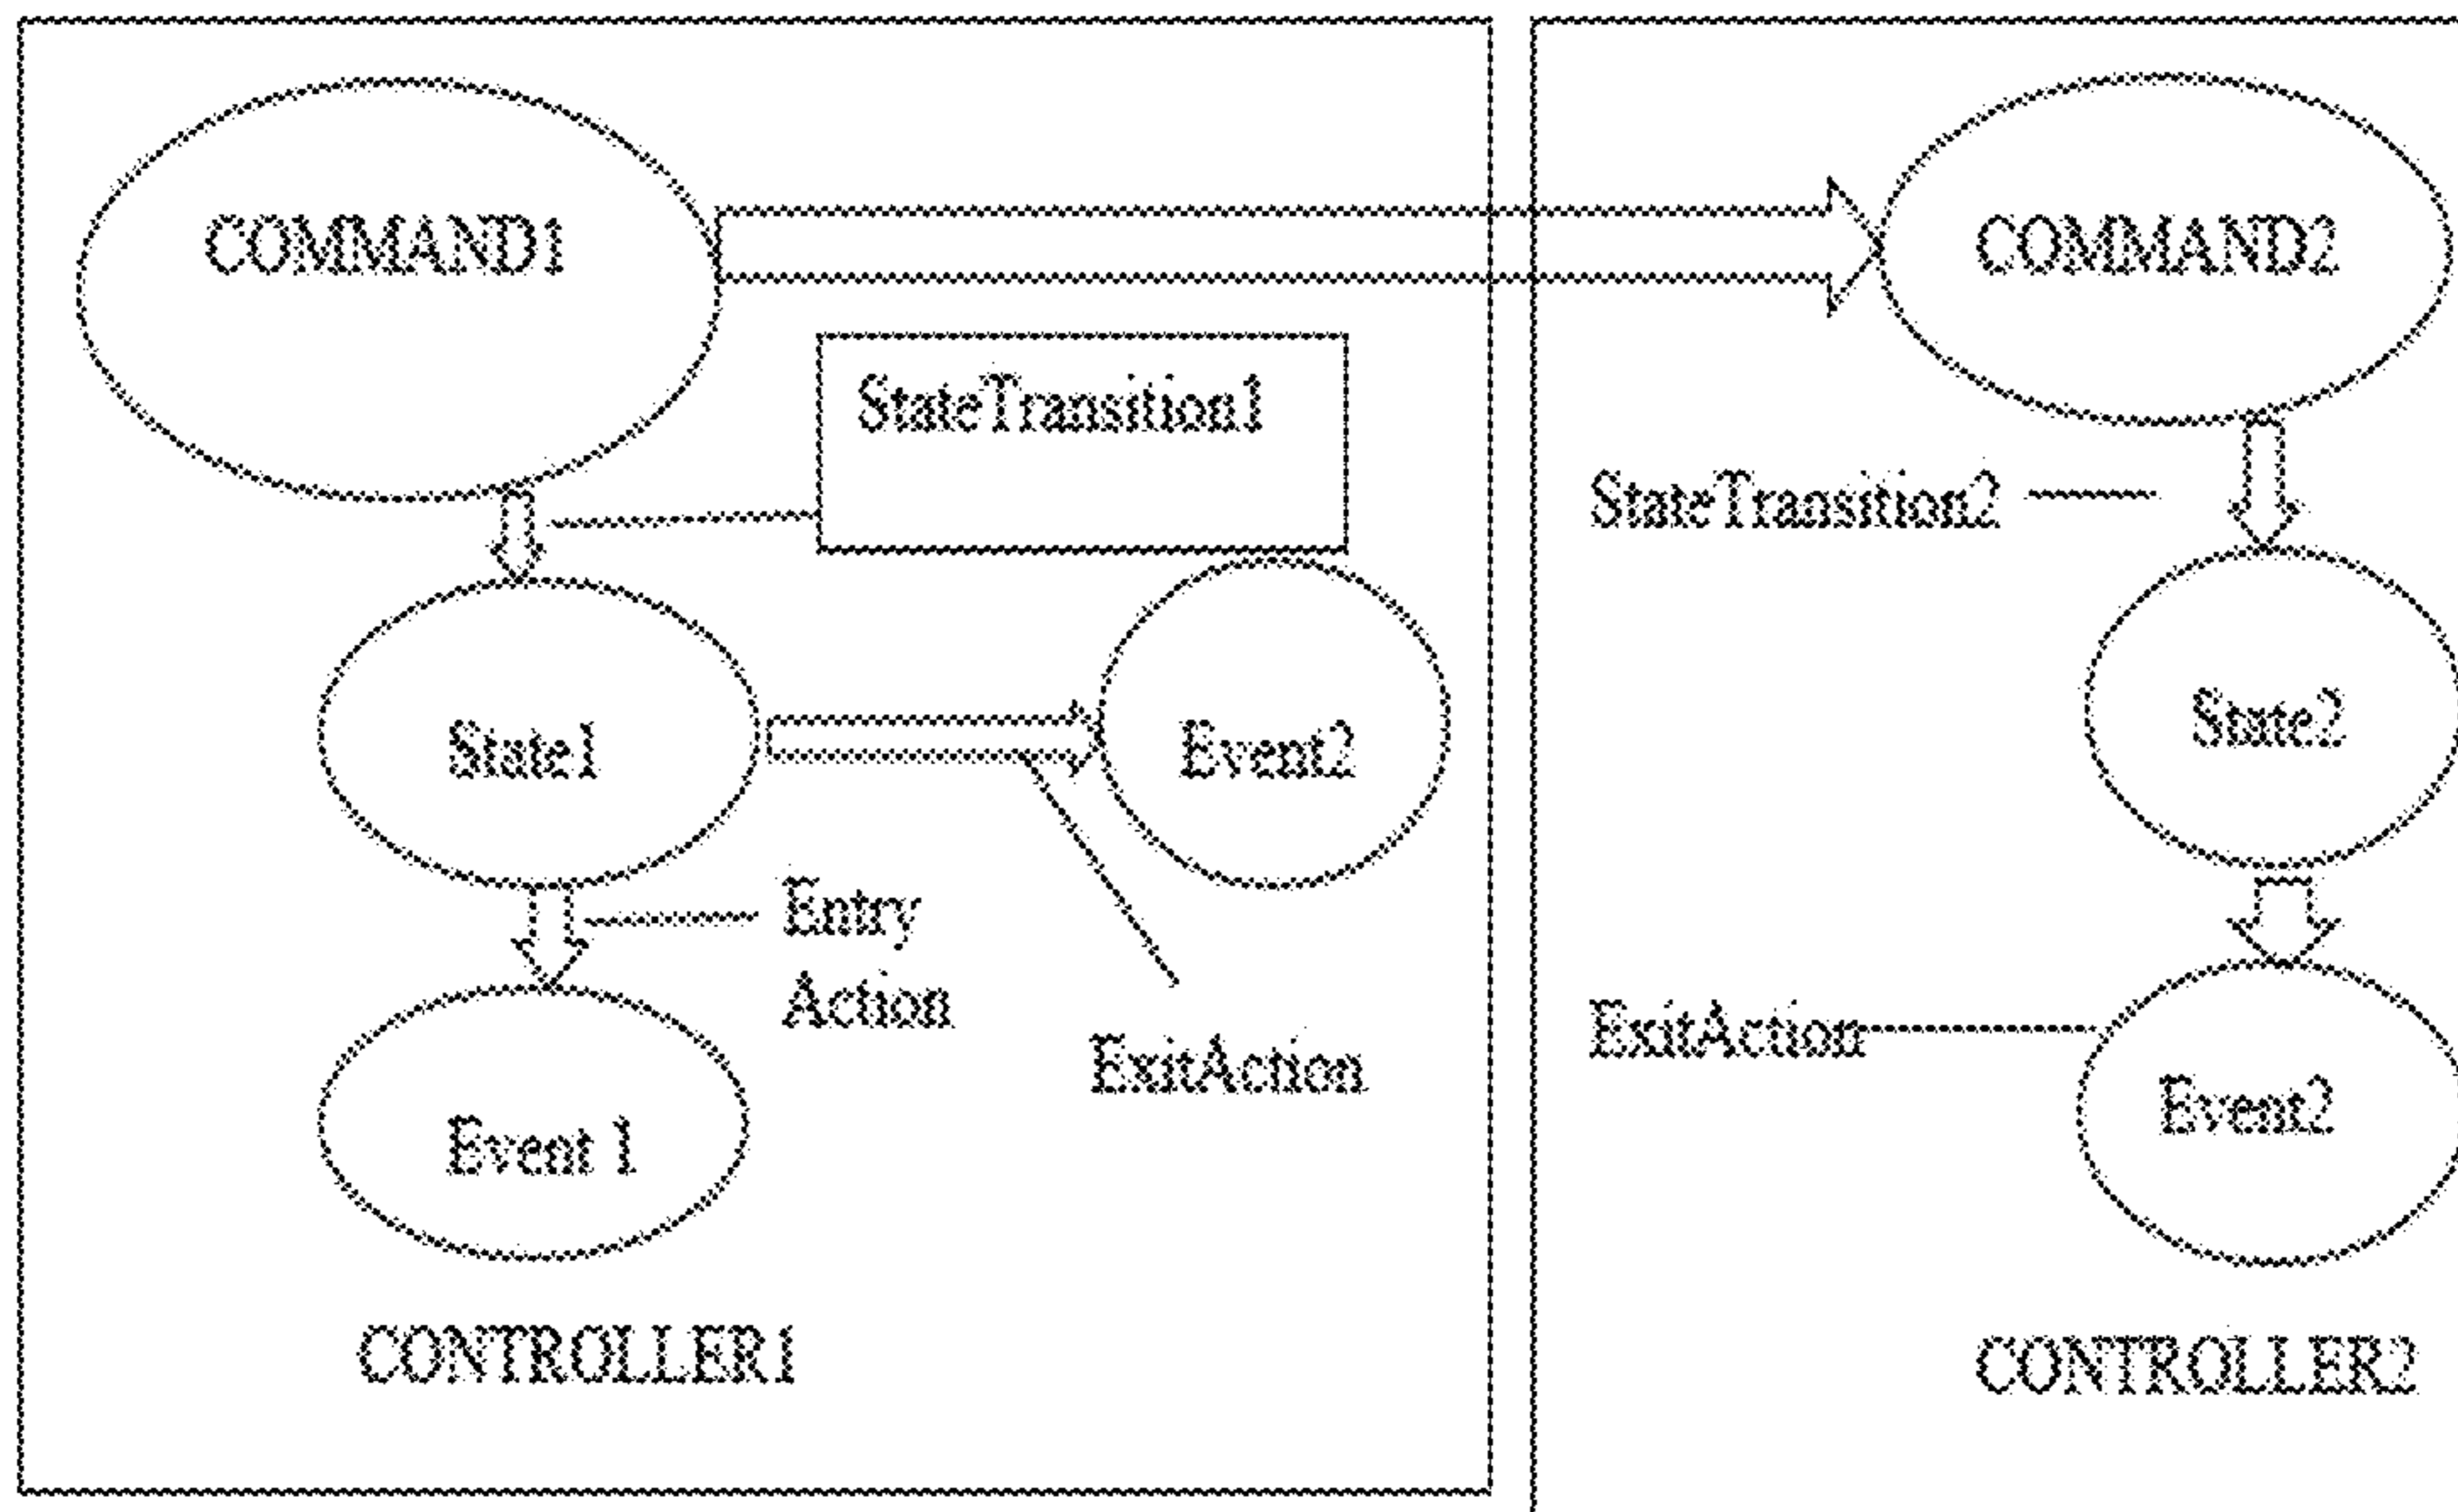 COMMAND1
StateTransition1
State1
Event2
Entry
Action
ExitAction
Event 1
CONTROLLER1
COMMAND2
StateTransition2
State2
ExitAction
Event2
CONTROLLER2